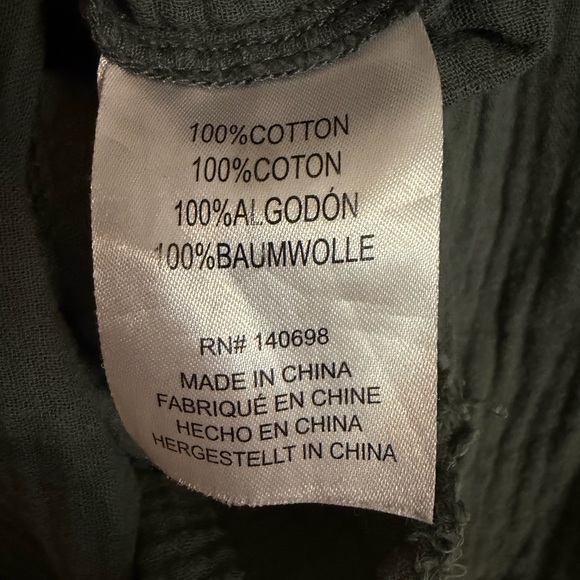 100%COTTON
100%COTON
100%ALGODÓN
100%BAUMWOLLE
RN# 140698
MADE IN CHINA
FABRIQUÉ EN CHINE
HECHO EN CHINA
HERGESTELLT IN CHINA